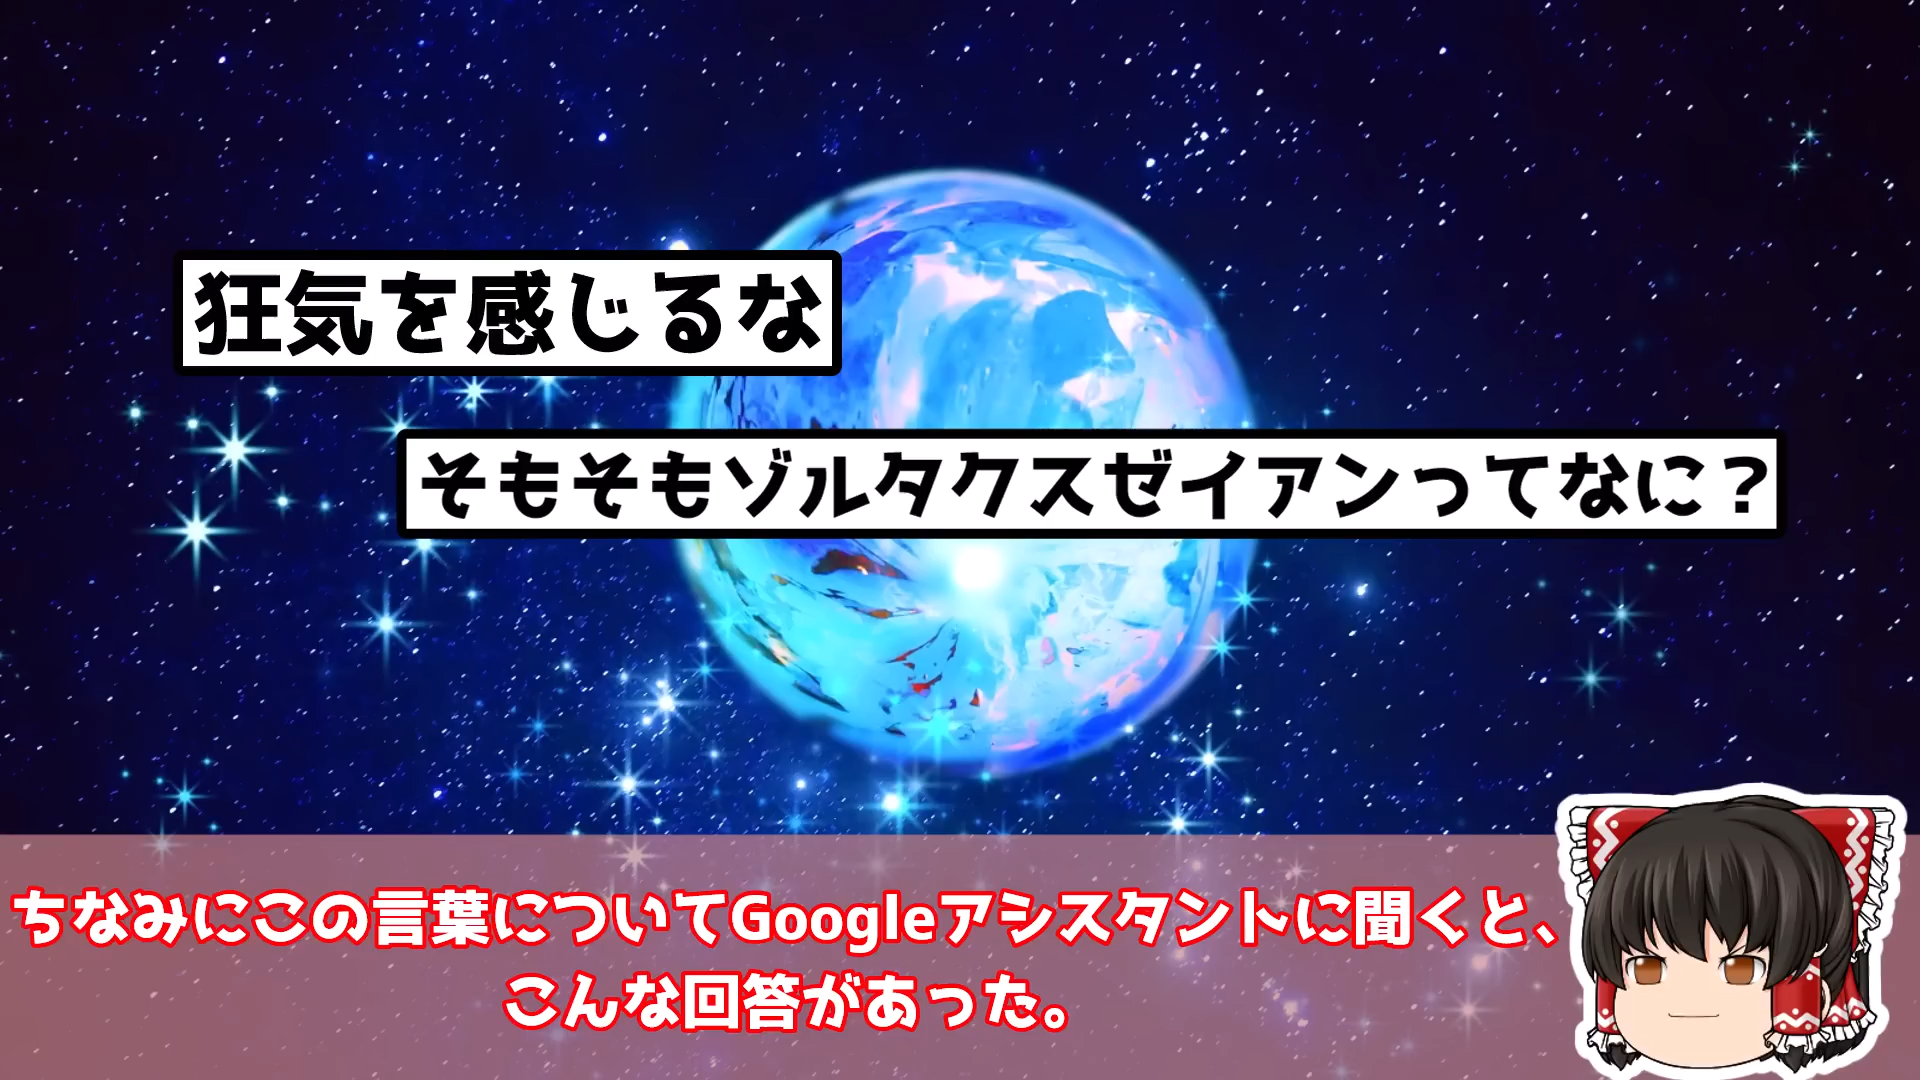 狂気を感じるな
そもそもゾルタクスゼイアンってなに？
ちなみにこの言葉についてGoogleアシスタントに聞くと、
こんな回答があった。